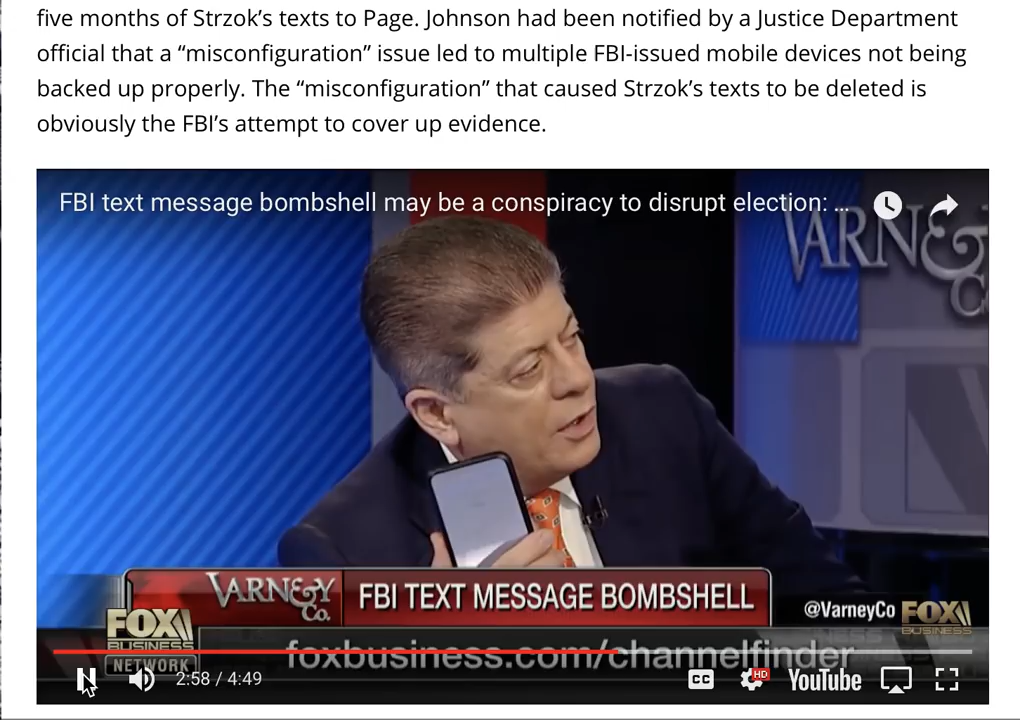 five months of Strzok’s texts to Page. Johnson had been notified by a Justice Department
official that a “misconfiguration” issue led to multiple FBI-issued mobile devices not being
backed up properly. The “misconfiguration” that caused Strzok’s texts to be deleted is
obviously the FBI’s attempt to cover up evidence.
FBI text message bombshell may be a conspiracy to disrupt election: ...
VARNEY
Co.
FBI TEXT MESSAGE BOMBSHELL
@VarneyCo
FOX
BUSINESS
FOX
BUSINESS
NETWORK
foxbusiness.com/channelfinder
2:58 / 4:49
CC
HD
YouTube